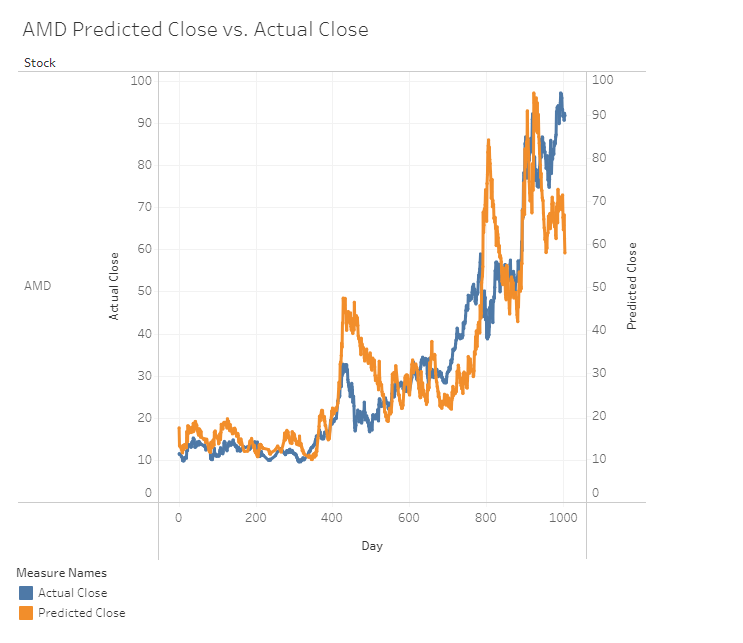 AMD Predicted Close vs. Actual Close
Stock
AMD
Actual Close
100
90
80
70
60
50
40
30
20
10
0
100
90
80
70
60
50
40
30
20
10
0
Predicted Close
0 200 400 600 800 1000
Day
Measure Names
Actual Close
Predicted Close